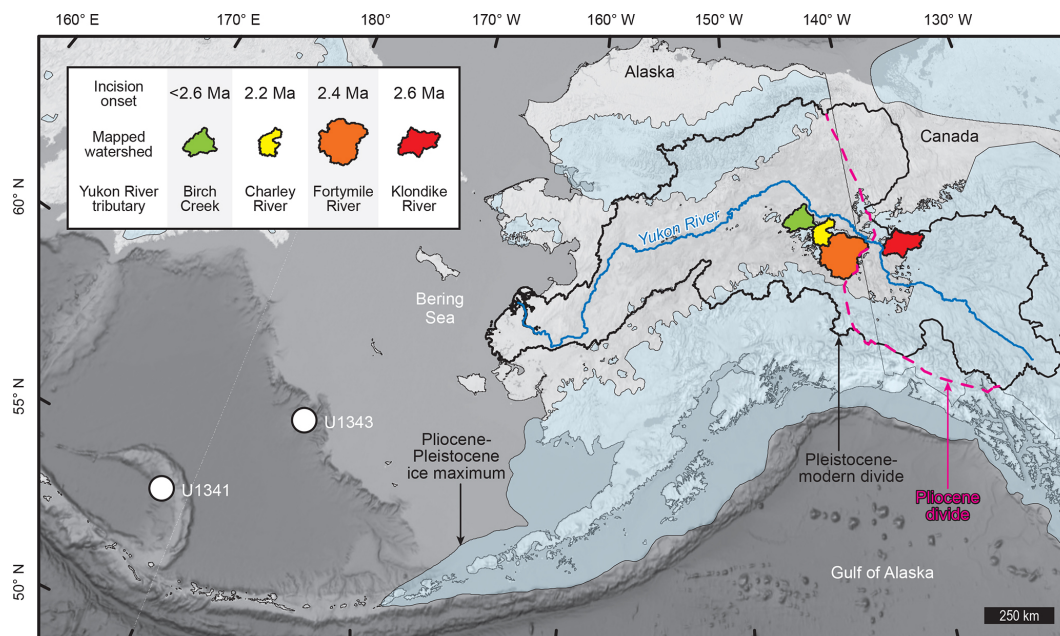 160° E
170° E
180°
-170° W
-160° W
-150° W
-140° W
-130° W
60° N
55° N
50° N
Incision
onset
<2.6 Ma
2.2 Ma
2.4 Ma
2.6 Ma
Mapped
watershed
Yukon River
tributary
Birch
Creek
Charley
River
Fortymile
River
Klondike
River
Alaska
Canada
Yukon River
Bering
Sea
U1343
U1341
Pliocene-
Pleistocene
ice maximum
Pleistocene-
modern divide
Pliocene
divide
Gulf of Alaska
250 km